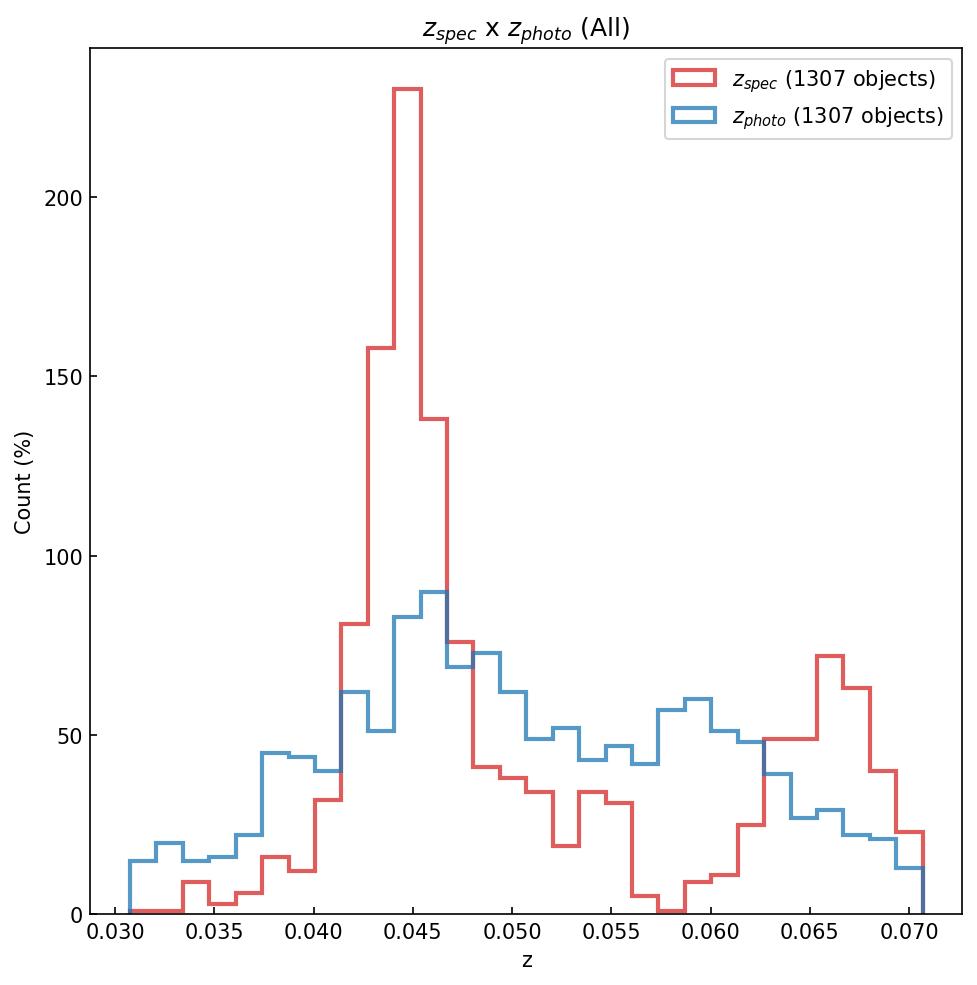 z_spec x z_photo (All)
z_spec (1307 objects)
z_photo (1307 objects)
Count (%)
200
150
100
50
0
0.030 0.035 0.040 0.045 0.050 0.055 0.060 0.065 0.070
z